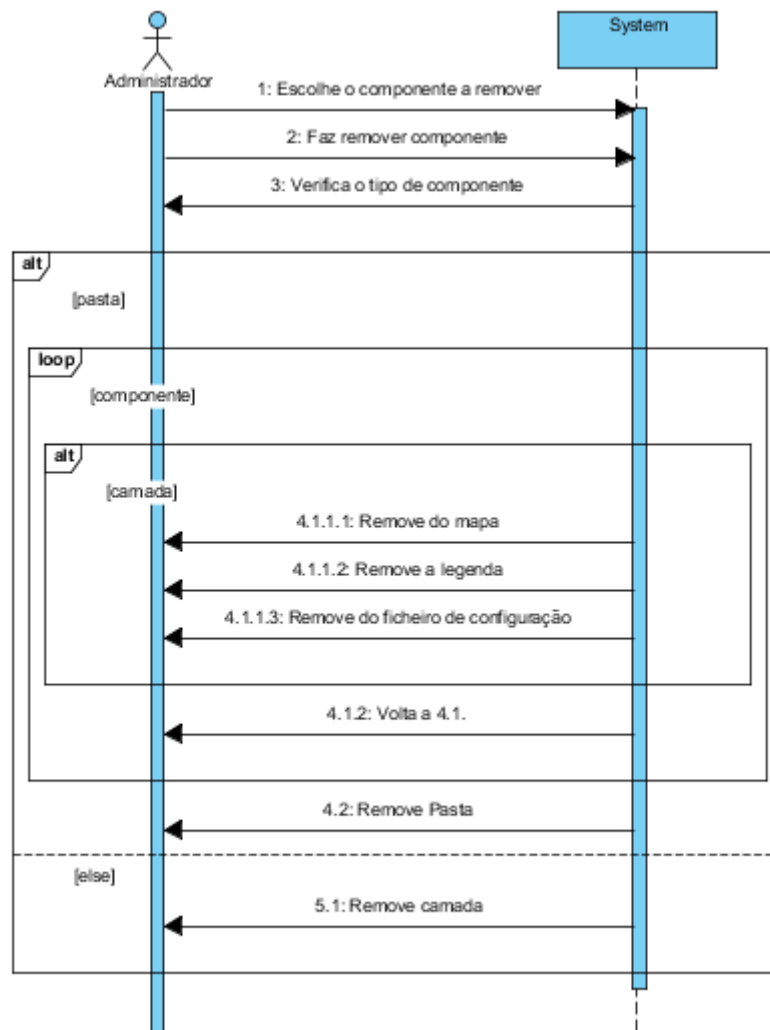 System
Administrador
1: Escolhe o componente a remover
2: Faz remover componente
3: Verifica o tipo de componente
alt
[pasta]
loop
[componente]
alt
[camada]
4.1.1.1: Remove do mapa
4.1.1.2: Remove a legenda
4.1.1.3: Remove do ficheiro de configuração
4.1.2: Volta a 4.1.
4.2: Remove Pasta
[else]
5.1: Remove camada